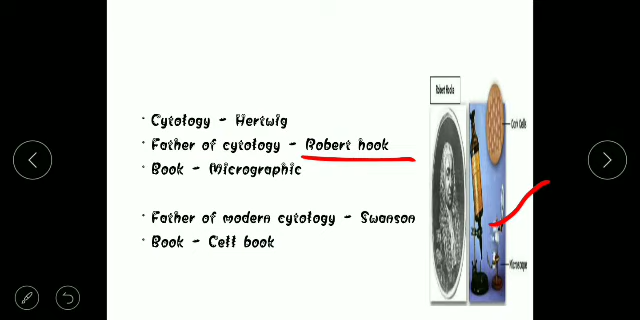 Robert Hooke
· Cytology - Hertwig
· Father of cytology - Robert hook
· Book - Micrographic
· Father of modern cytology - Swanson
· Book - Cell book
Cork Cells
Microscope